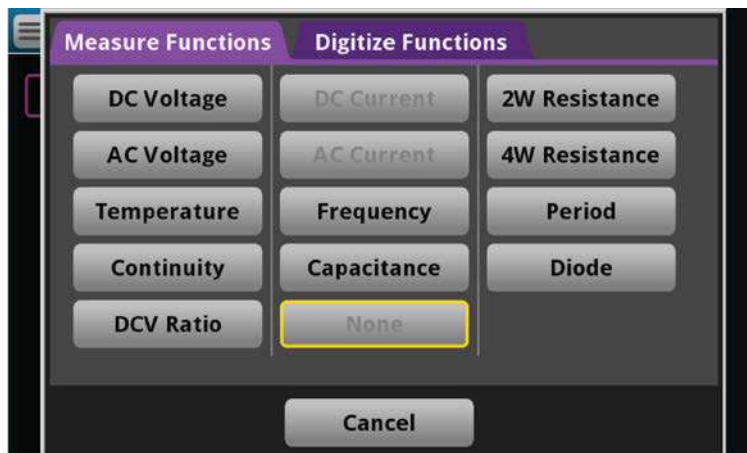 Measure Functions Digitize Functions
DC Voltage DC Current 2W Resistance
AC Voltage AC Current 4W Resistance
Temperature Frequency Period
Continuity Capacitance Diode
DCV Ratio None
Cancel